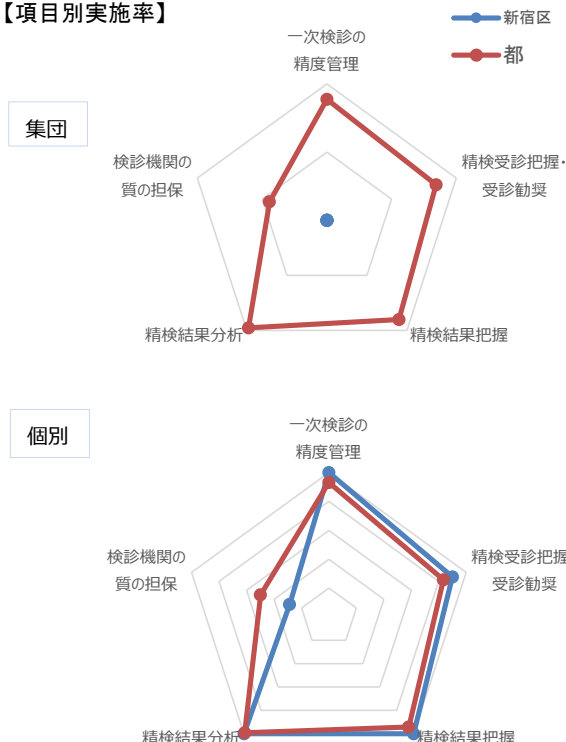 【項目別実施率】
新宿区
都
集団
一次検診の
精度管理
精検受診把握・
受診勧奨
精検結果把握
精検結果分析
検診機関の
質の担保
個別
一次検診の
精度管理
精検受診把握
受診勧奨
精検結果把握
精検結果分析
検診機関の
質の担保